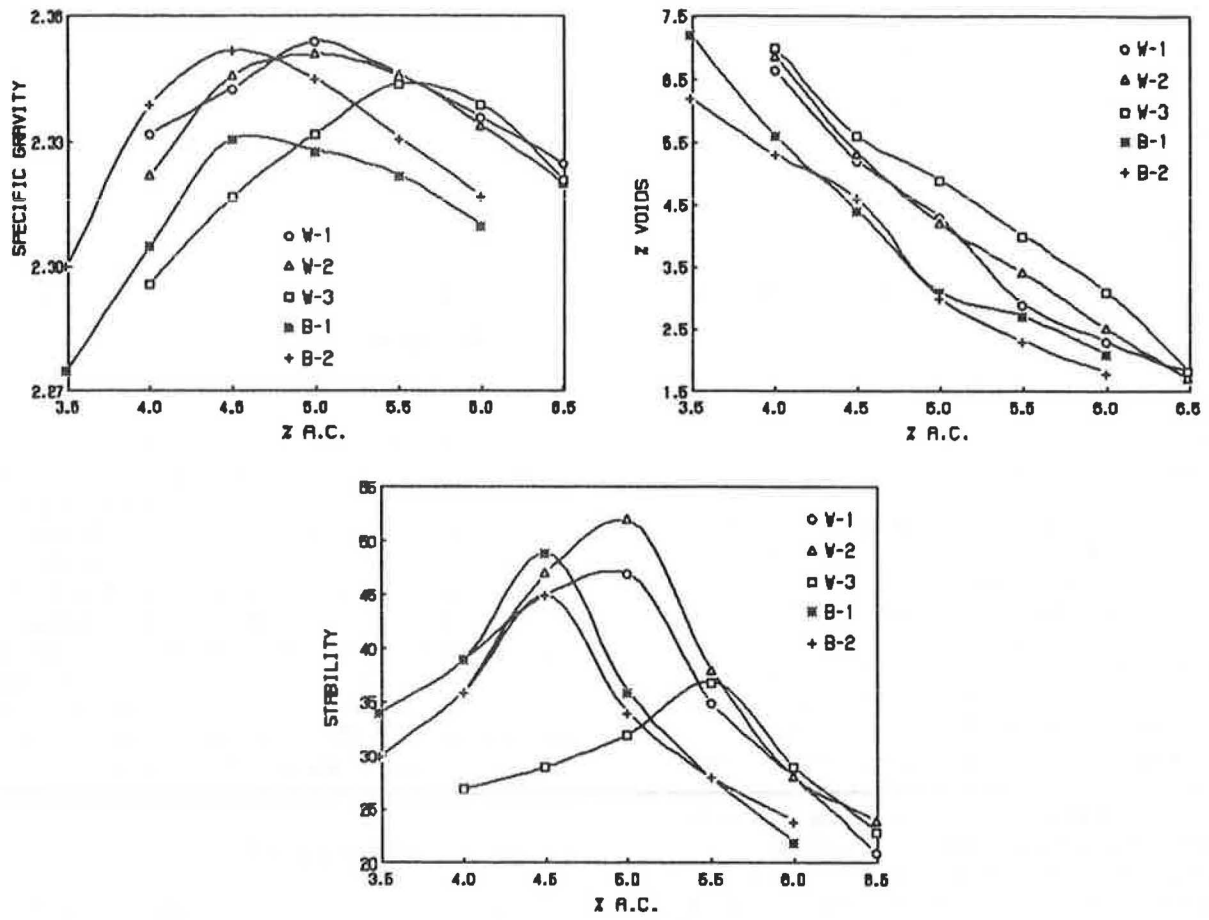 2.36
2.33
2.30
2.27
SPECIFIC GRAVITY
W-1
W-2
W-3
B-1
B-2
3.5 4.0 4.5 5.0 5.5 6.0 6.5
% A.C.
7.5
6.5
5.5
4.5
3.5
2.5
1.5
% VOIDS
W-1
W-2
W-3
B-1
B-2
3.5 4.0 4.5 5.0 5.5 6.0 6.5
% A.C.
55
50
45
40
35
30
25
20
STABILITY
W-1
W-2
W-3
B-1
B-2
3.5 4.0 4.5 5.0 5.5 6.0 6.5
% A.C.